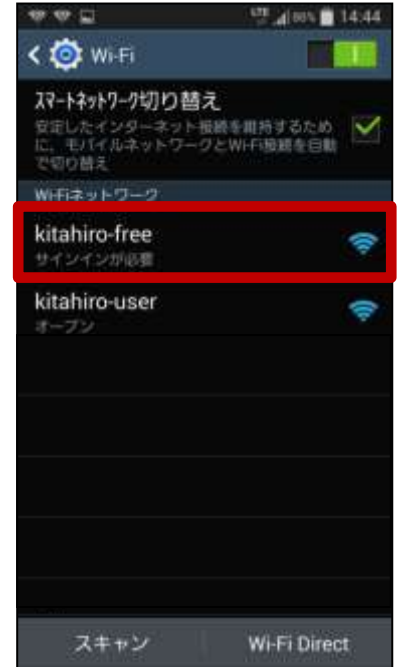 LTE 86% 14:44
Wi-Fi
スマートネットワーク切り替え
安定したインターネット接続を維持するため
に、モバイルネットワークとWi-Fi接続を自動
で切り替え
Wi-Fiネットワーク
kitahiro-free
サインインが必要
kitahiro-user
オープン
スキャン Wi-Fi Direct